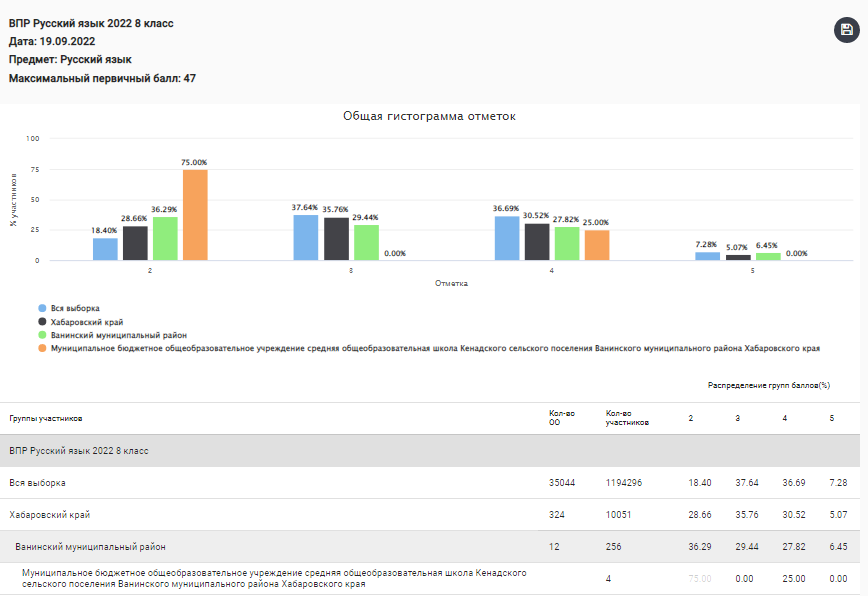 ВПР Русский язык 2022 8 класс
Дата: 19.09.2022
Предмет: Русский язык
Максимальный первичный балл: 47
Общая гистограмма отметок
% участников
100
75
50
25
0
18.40%
28.66%
36.29%
75.00%
37.64%
35.76%
29.44%
0.00%
36.69%
30.52%
27.82%
25.00%
7.28%
5.07%
6.45%
0.00%
2
3
4
5
Отметка
Вся выборка
Хабаровский край
Ванинский муниципальный район
Муниципальное бюджетное общеобразовательное учреждение средняя общеобразовательная школа Кенадского сельского поселения Ванинского муниципального района Хабаровского края
Распределение групп баллов(%)
Группы участников Кол-во ОО Кол-во участников 2 3 4 5
ВПР Русский язык 2022 8 класс
Вся выборка 35044 1194296 18.40 37.64 36.69 7.28
Хабаровский край 324 10051 28.66 35.76 30.52 5.07
Ванинский муниципальный район 12 256 36.29 29.44 27.82 6.45
Муниципальное бюджетное общеобразовательное учреждение средняя общеобразовательная школа Кенадского
сельского поселения Ванинского муниципального района Хабаровского края 4 75.00 0.00 25.00 0.00